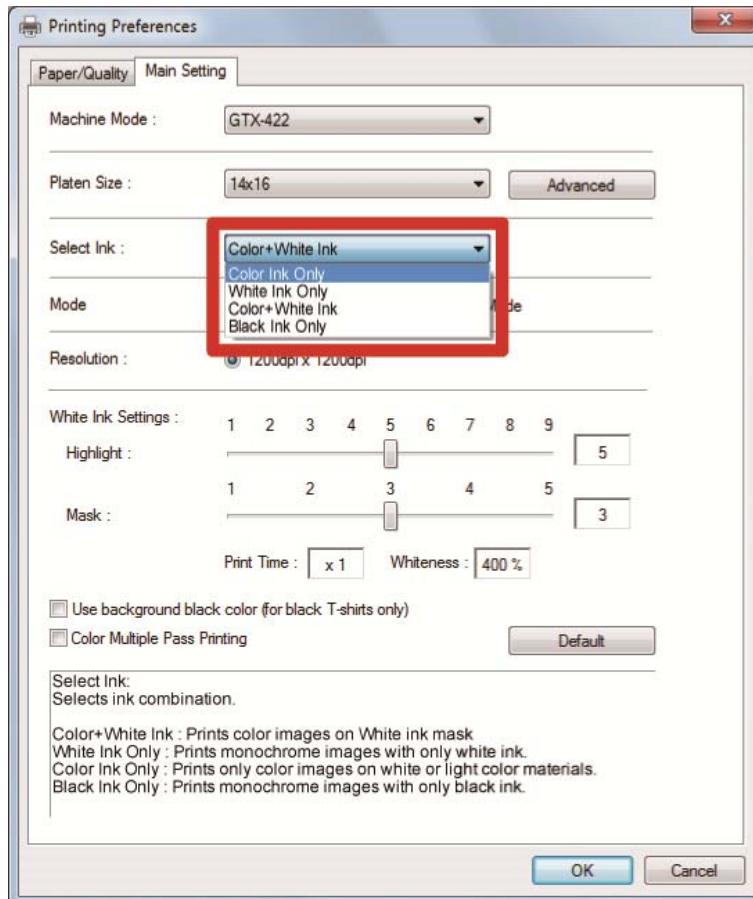 Printing Preferences
Paper/Quality Main Setting
Machine Mode : GTX-422
Platen Size : 14x16 Advanced
Select Ink : Color+White Ink
Color Ink Only
White Ink Only
Mode Color+White Ink
Black Ink Only
Resolution : 1200dpi x 1200dpi
White Ink Settings : 1 2 3 4 5 6 7 8 9
Highlight : 5
1 2 3 4 5
Mask : 3
Print Time : x 1 Whiteness : 400 %
Use background black color (for black T-shirts only)
Color Multiple Pass Printing Default
Select Ink:
Selects ink combination.
Color+White Ink : Prints color images on White ink mask
White Ink Only : Prints monochrome images with only white ink.
Color Ink Only : Prints only color images on white or light color materials.
Black Ink Only : Prints monochrome images with only black ink.
OK Cancel